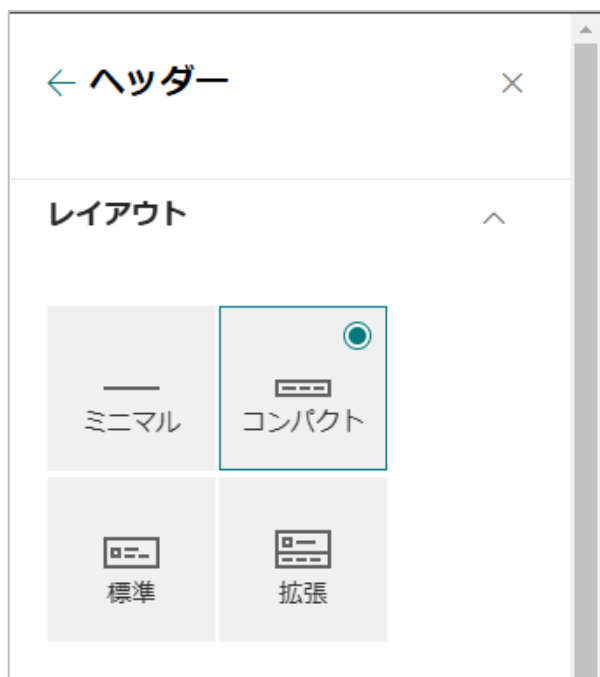 ヘッダー
レイアウト
ミニマル
コンパクト
標準
拡張